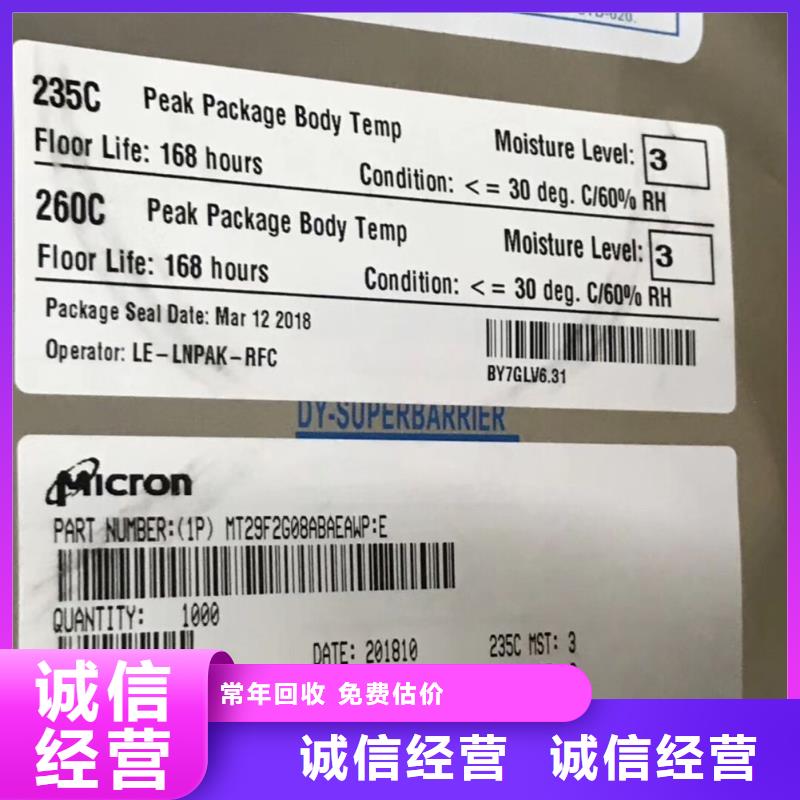 235C Peak Package Body Temp Moisture Level: 3
Floor Life: 168 hours Condition: <= 30 deg. C/60% RH
260C Peak Package Body Temp Moisture Level: 3
Floor Life: 168 hours Condition: <= 30 deg. C/60% RH
Package Seal Date: Mar 12 2018
Operator: LE-LNPAK-RFC
BY7GLV6.31
DY-SUPERBARRIER
Micron
PART NUMBER:(1P) MT29F2G08ABAEAWP:E
QUANTITY: 1000
DATE: 201810 235C MST: 3
诚信
经营
常年回收 免费估价
诚信经营 诚信经营